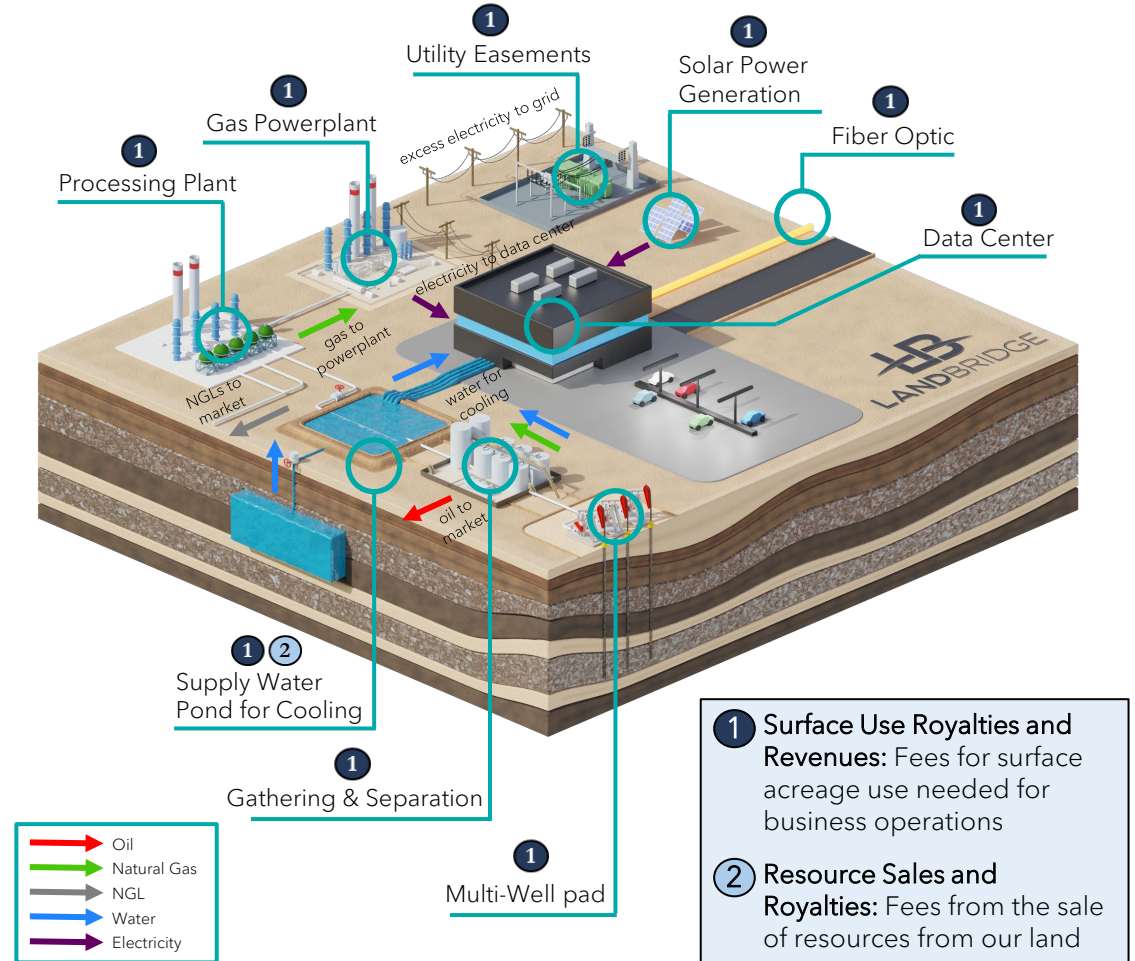 1
Utility Easements
1
Solar Power
Generation
1
Gas Powerplant
1
Fiber Optic
1
Processing Plant
1
Data Center
excess electricity to grid
electricity to data center
gas to
powerplant
NGLs to
market
water for
cooling
oil to
market
LB
LANDBRIDGE
1 2
Supply Water
Pond for Cooling
1
Gathering & Separation
1
Multi-Well pad
Oil
Natural Gas
NGL
Water
Electricity
1 Surface Use Royalties and
Revenues: Fees for surface
acreage use needed for
business operations
2 Resource Sales and
Royalties: Fees from the sale
of resources from our land